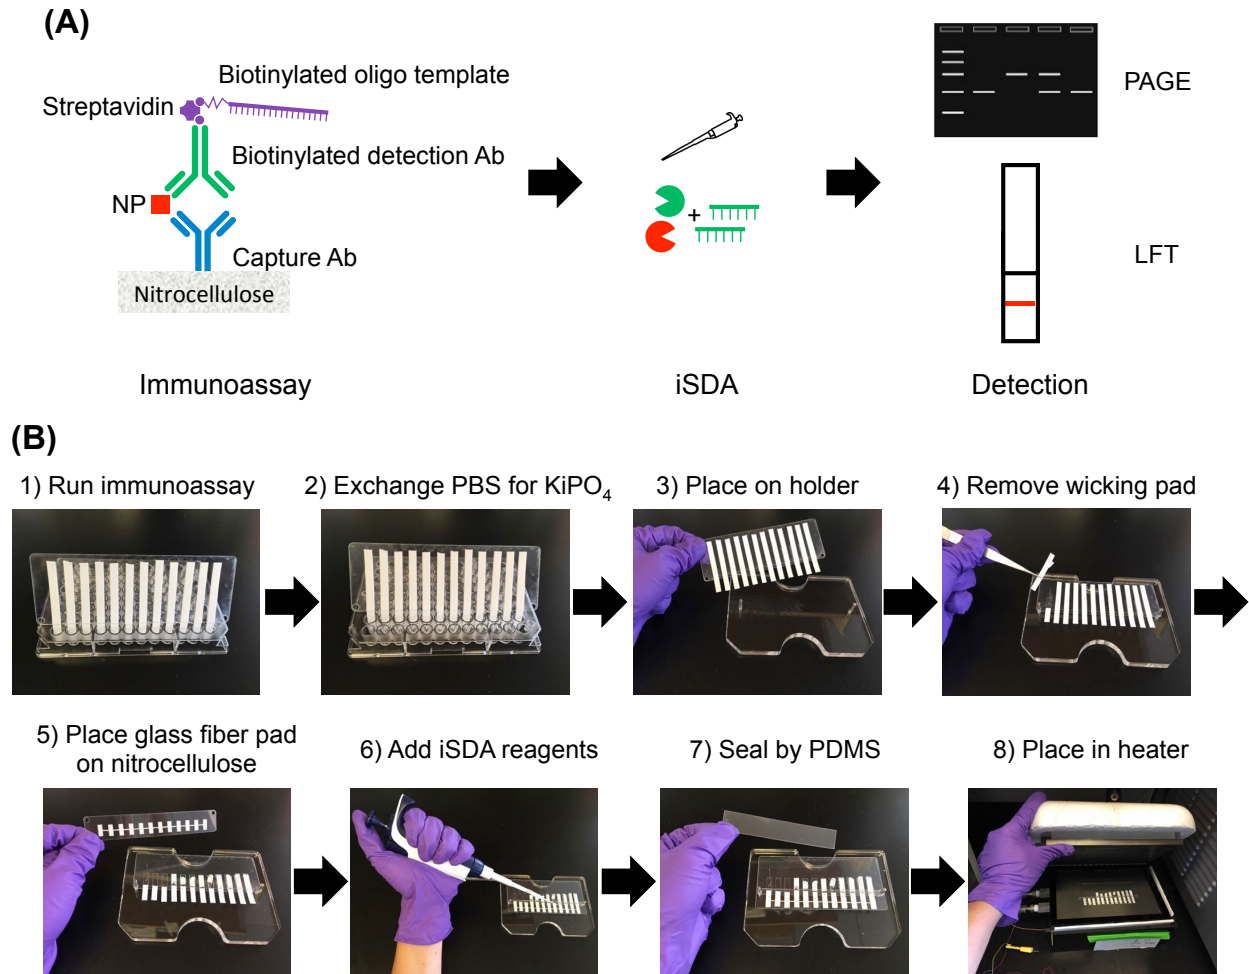 (A)
Biotinylated oligo template
Streptavidin
Biotinylated detection Ab
NP
Capture Ab
Nitrocellulose
+
PAGE
LFT
Immunoassay
iSDA
Detection
(B)
1) Run immunoassay
2) Exchange PBS for KiPO₄
3) Place on holder
4) Remove wicking pad
5) Place glass fiber pad
on nitrocellulose
6) Add iSDA reagents
7) Seal by PDMS
8) Place in heater